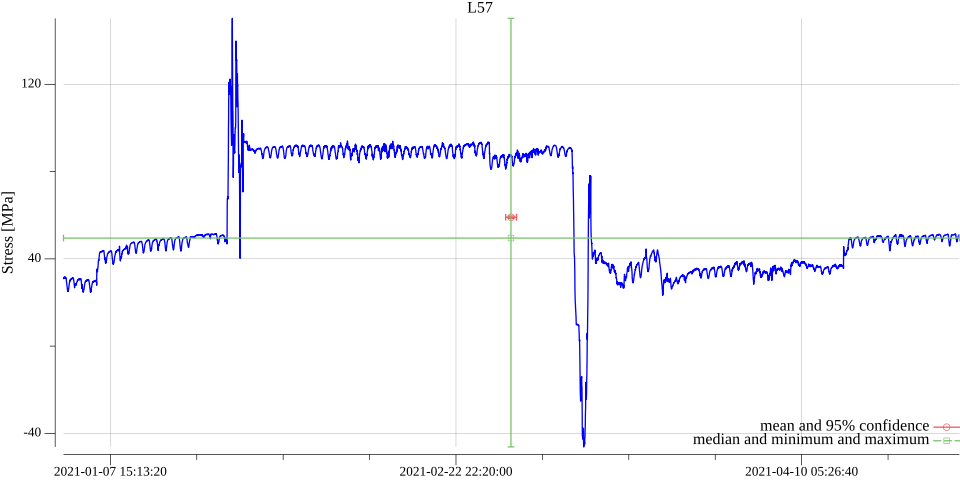 L57
120
40
-40
Stress [MPa]
mean and 95% confidence
median and minimum and maximum
2021-01-07 15:13:20
2021-02-22 22:20:00
2021-04-10 05:26:40